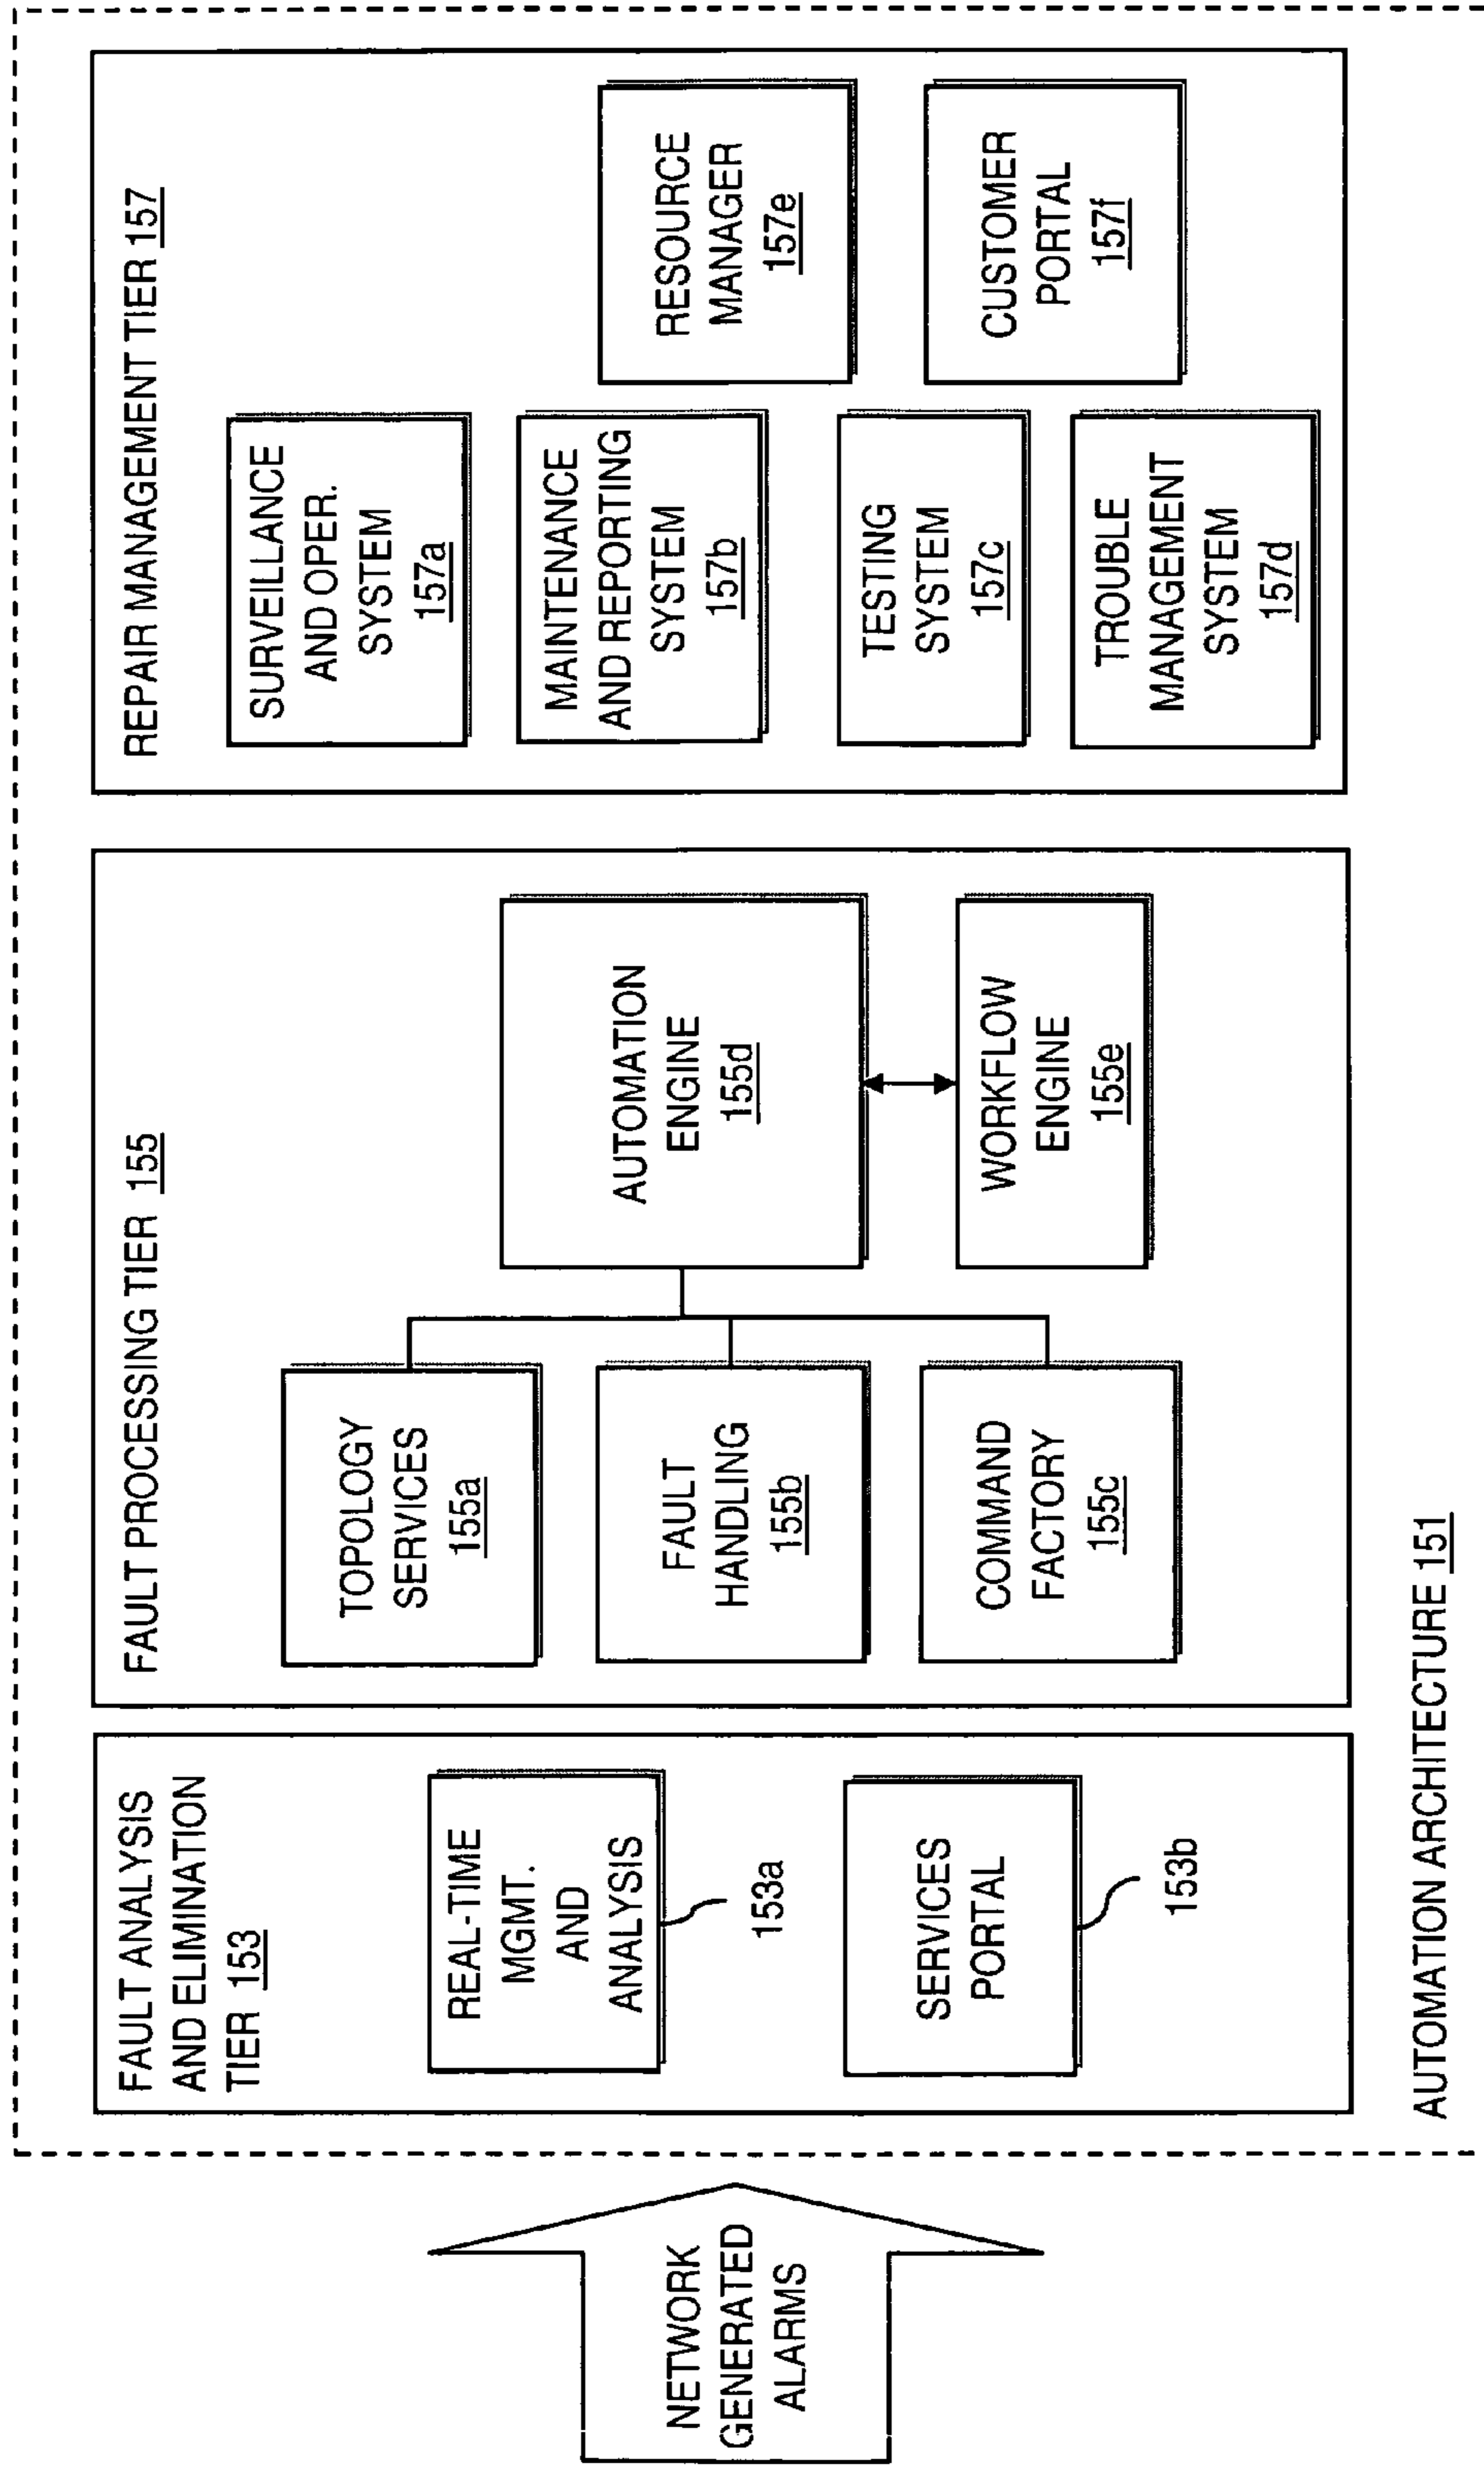 NETWORK
GENERATED
ALARMS
FAULT ANALYSIS
AND ELIMINATION
TIER 153
REAL-TIME
MGMT.
AND
ANALYSIS
153a
SERVICES
PORTAL
153b
FAULT PROCESSING TIER 155
TOPOLOGY
SERVICES
155a
FAULT
HANDLING
155b
COMMAND
FACTORY
155c
AUTOMATION
ENGINE
155d
WORKFLOW
ENGINE
155e
REPAIR MANAGEMENT TIER 157
SURVEILLANCE
AND OPER.
SYSTEM
157a
MAINTENANCE
AND REPORTING
SYSTEM
157b
TESTING
SYSTEM
157c
TROUBLE
MANAGEMENT
SYSTEM
157d
RESOURCE
MANAGER
157e
CUSTOMER
PORTAL
157f
AUTOMATION ARCHITECTURE 151